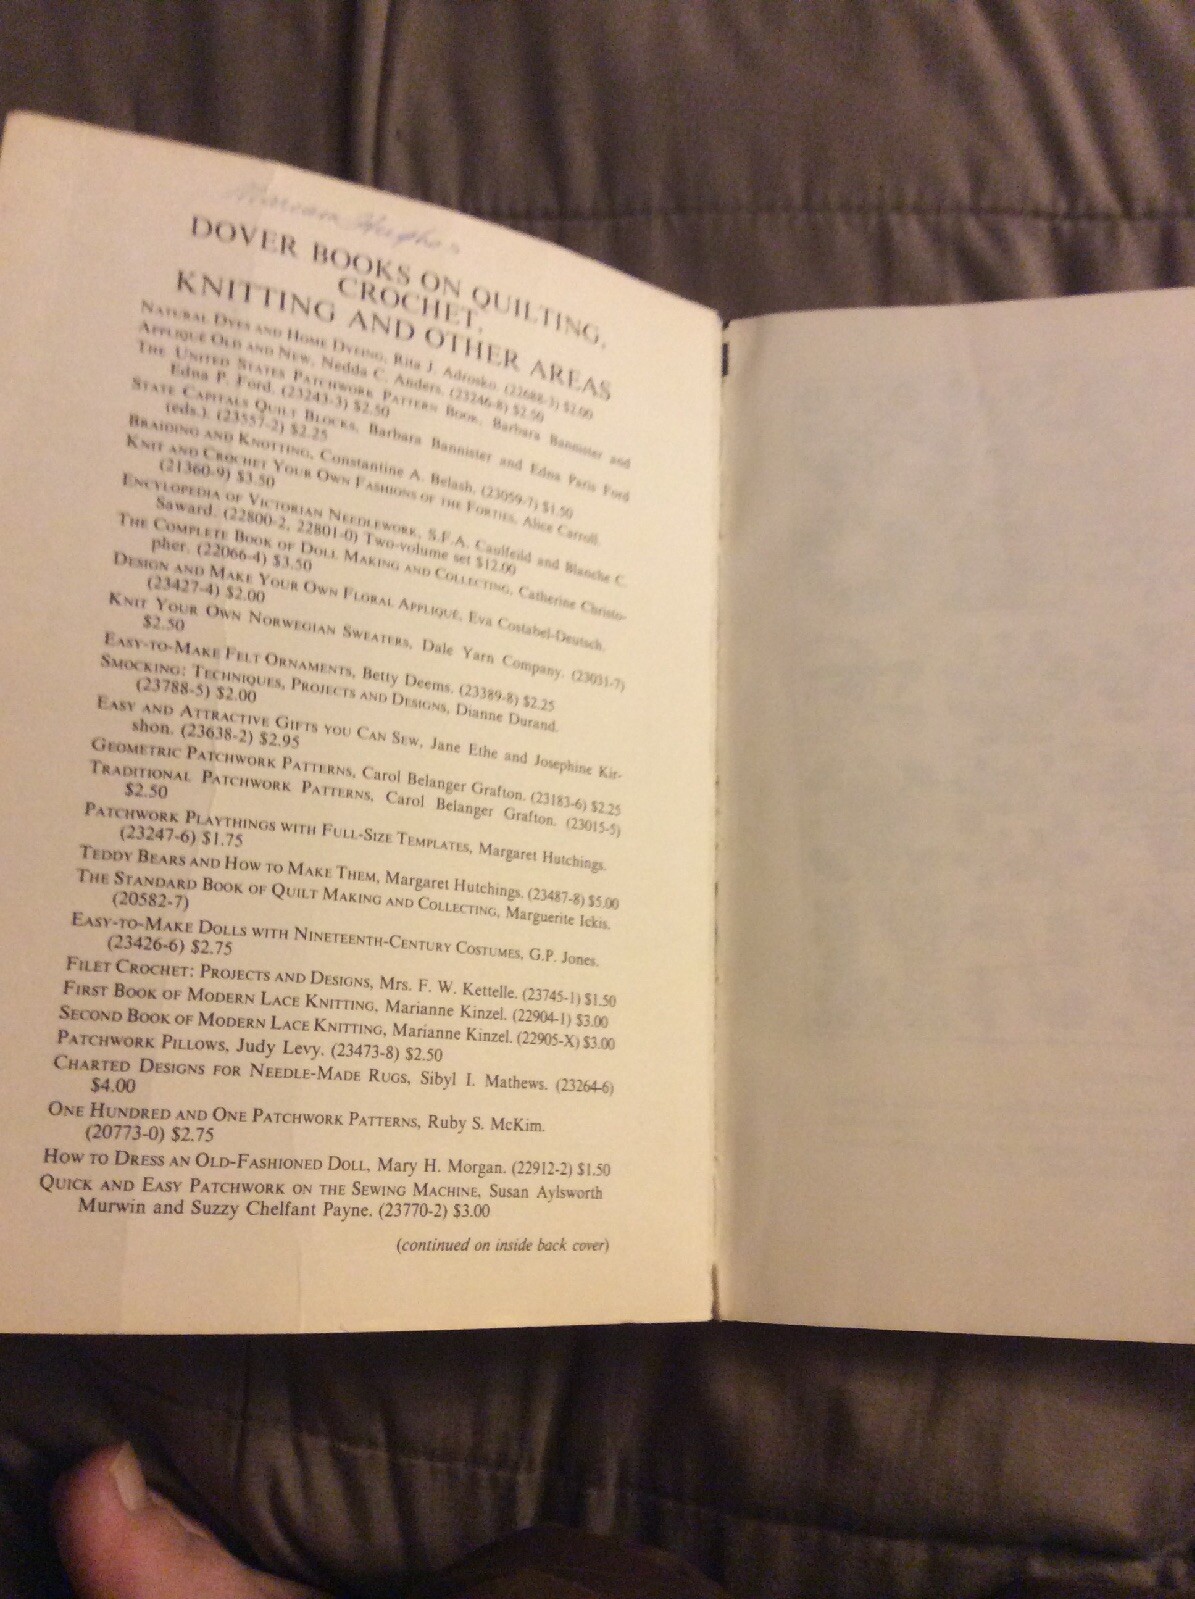 DOVER BOOKS ON QUILTING,
CROCHET,
KNITTING AND OTHER AREAS
NATURAL DYES AND HOME DYEING, Rita J. Adrosko. (22688-3) $2.00
APPLIQUÉ OLD AND NEW, Nedda C. Anders. (23246-8) $2.50
THE UNITED STATES PATCHWORK PATTERN BOOK, Barbara Bannister and
Edna P. Ford. (23243-3) $2.50
STATE CAPITALS QUILT BLOCKS, Barbara Bannister and Edna Paris Ford
(eds.). (23557-2) $2.25
BRAIDING AND KNOTTING, Constantine A. Belash. (23059-7) $1.50
KNIT AND CROCHET YOUR OWN FASHIONS OF THE FORTIES, Alice Carroll.
(21360-9) $3.50
ENCYCLOPEDIA OF VICTORIAN NEEDLEWORK, S.F.A. Caulfeild and Blanche C.
Saward. (22800-2, 22801-0) Two-volume set $12.00
THE COMPLETE BOOK OF DOLL MAKING AND COLLECTING, Catherine Christo-
pher. (22066-4) $3.50
DESIGN AND MAKE YOUR OWN FLORAL APPLIQUÉ, Eva Costabel-Deutsch.
(23427-4) $2.00
KNIT YOUR OWN NORWEGIAN SWEATERS, Dale Yarn Company. (23031-7)
$2.50
EASY-TO-MAKE FELT ORNAMENTS, Betty Deems. (23389-8) $2.25
SMOCKING: TECHNIQUES, PROJECTS AND DESIGNS, Dianne Durand.
(23788-5) $2.00
EASY AND ATTRACTIVE GIFTS YOU CAN SEW, Jane Ethe and Josephine Kir-
shon. (23638-2) $2.95
GEOMETRIC PATCHWORK PATTERNS, Carol Belanger Grafton. (23183-6) $2.25
TRADITIONAL PATCHWORK PATTERNS, Carol Belanger Grafton. (23015-5)
$2.50
PATCHWORK PLAYTHINGS WITH FULL-SIZE TEMPLATES, Margaret Hutchings.
(23247-6) $1.75
TEDDY BEARS AND HOW TO MAKE THEM, Margaret Hutchings. (23487-8) $5.00
THE STANDARD BOOK OF QUILT MAKING AND COLLECTING, Marguerite Ickis.
(20582-7)
EASY-TO-MAKE DOLLS WITH NINETEENTH-CENTURY COSTUMES, G.P. Jones.
(23426-6) $2.75
FILET CROCHET: PROJECTS AND DESIGNS, Mrs. F. W. Kettelle. (23745-1) $1.50
FIRST BOOK OF MODERN LACE KNITTING, Marianne Kinzel. (22904-1) $3.00
SECOND BOOK OF MODERN LACE KNITTING, Marianne Kinzel. (22905-X) $3.00
PATCHWORK PILLOWS, Judy Levy. (23473-8) $2.50
CHARTED DESIGNS FOR NEEDLE-MADE RUGS, Sibyl I. Mathews. (23264-6)
$4.00
ONE HUNDRED AND ONE PATCHWORK PATTERNS, Ruby S. McKim.
(20773-0) $2.75
HOW TO DRESS AN OLD-FASHIONED DOLL, Mary H. Morgan. (22912-2) $1.50
QUICK AND EASY PATCHWORK ON THE SEWING MACHINE, Susan Aylsworth
Murwin and Suzzy Chelfant Payne. (23770-2) $3.00
(continued on inside back cover)